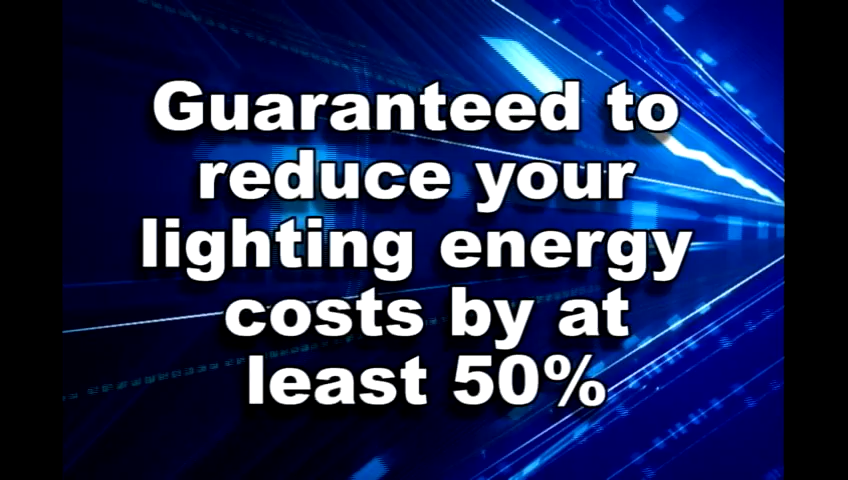 Guaranteed to
reduce your
lighting energy
costs by at
least 50%